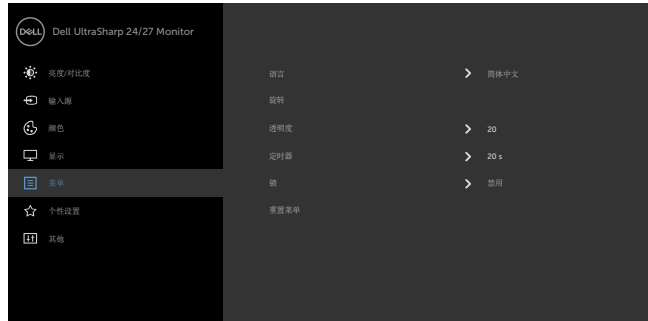 DELL Dell UltraSharp 24/27 Monitor
亮度/对比度 语言 简体中文
输入源 旋转
颜色 透明度 20
显示 定时器 20 s
菜单 锁 禁用
个性设置 重置菜单
其他